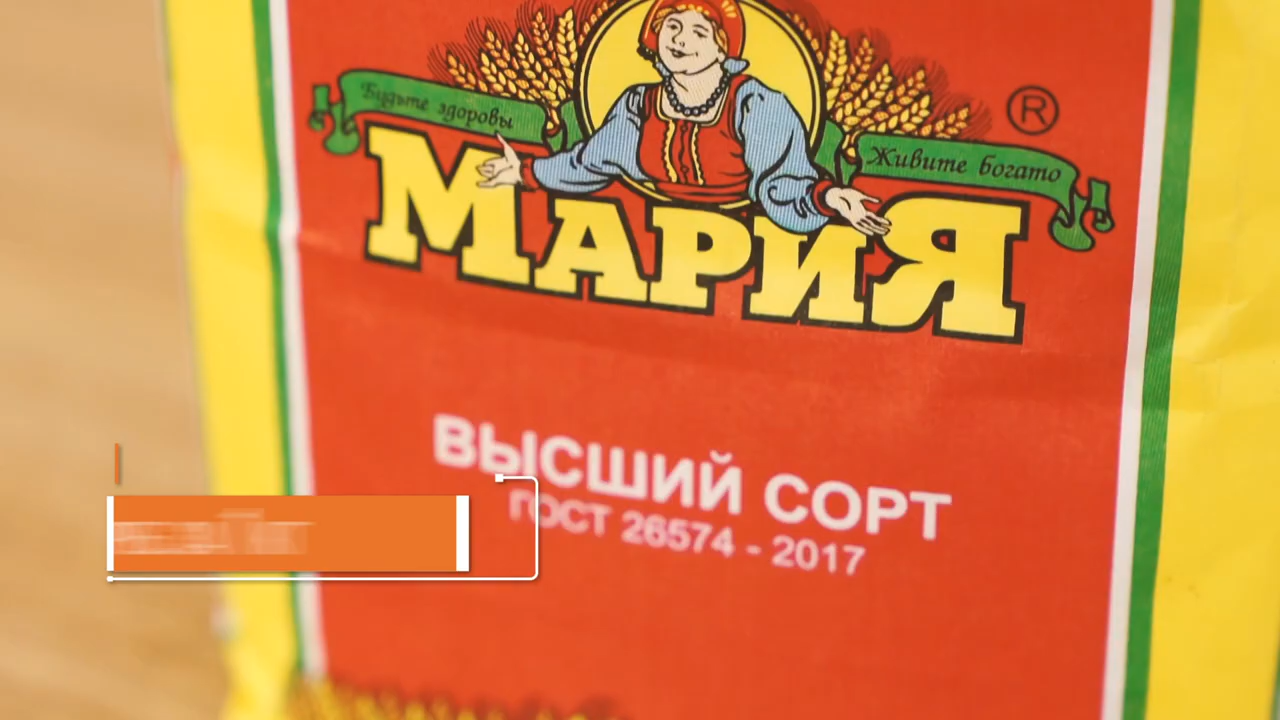 Будьте здоровы
Живите богато
®
МАРИЯ
ВЫСШИЙ СОРТ
ГОСТ 26574 - 2017